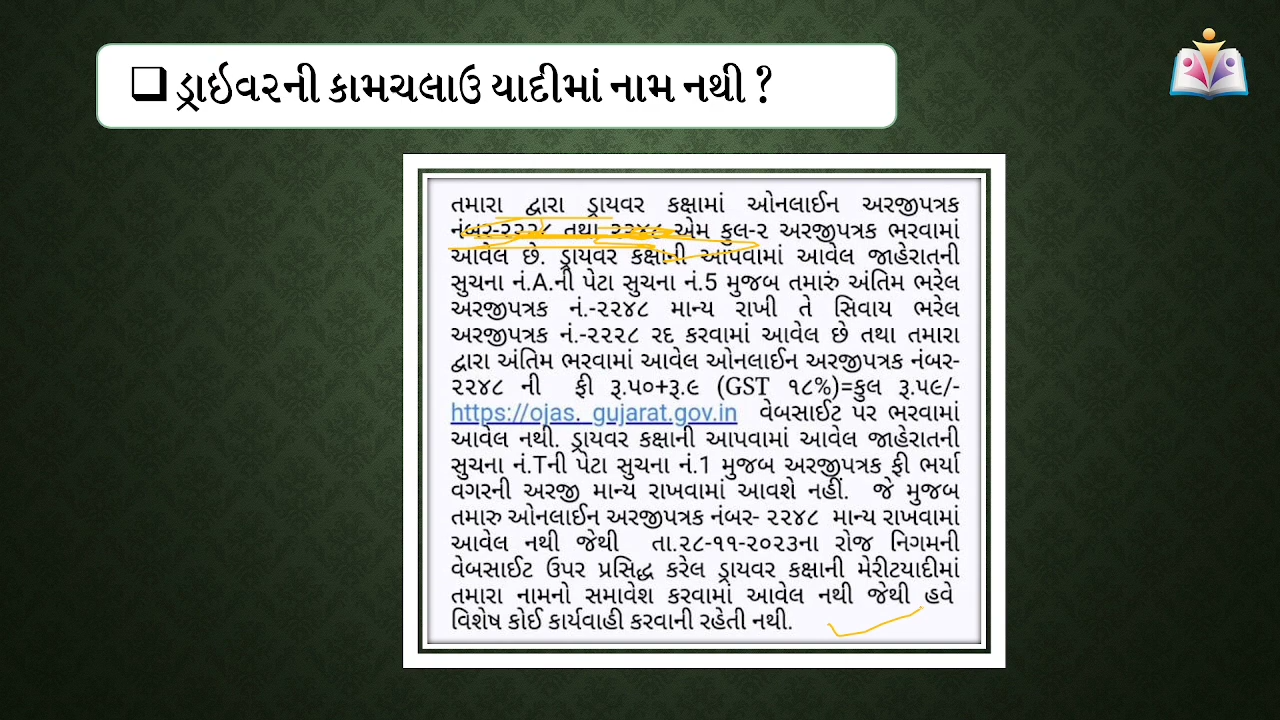 ડ્રાઇવરની કામચલાઉ યાદીમાં નામ નથી ?
તમારા દ્વારા ડ્રાયવર કક્ષામાં ઓનલાઈન અરજીપત્રક
નંબર-૨૨૨૮ તથા ૨૨૪૮ એમ કુલ-૨ અરજીપત્રક ભરવામાં
આવેલ છે. ડ્રાયવર કક્ષાની આપવામાં આવેલ જાહેરાતની
સુચના નં.A.ની પેટા સુચના નં.5 મુજબ તમારું અંતિમ ભરેલ
અરજીપત્રક નં.-૨૨૪૮ માન્ય રાખી તે સિવાય ભરેલ
અરજીપત્રક નં.-૨૨૨૮ રદ કરવામાં આવેલ છે તથા તમારા
દ્વારા અંતિમ ભરવામાં આવેલ ઓનલાઈન અરજીપત્રક નંબર-
૨૨૪૮ ની ફી રૂ.૫૦+રૂ.૯ (GST ૧૮%)=કુલ રૂ.૫૯/-
https://ojas. gujarat.gov.in વેબસાઈટ પર ભરવામાં
આવેલ નથી. ડ્રાયવર કક્ષાની આપવામાં આવેલ જાહેરાતની
સુચના નં.Tની પેટા સુચના નં.1 મુજબ અરજીપત્રક ફી ભર્યા
વગરની અરજી માન્ય રાખવામાં આવશે નહીં. જે મુજબ
તમારુ ઓનલાઈન અરજીપત્રક નંબર- ૨૨૪૮ માન્ય રાખવામાં
આવેલ નથી જેથી તા.૨૮-૧૧-૨૦૨૩ના રોજ નિગમની
વેબસાઈટ ઉપર પ્રસિદ્ધ કરેલ ડ્રાયવર કક્ષાની મેરીટયાદીમાં
તમારા નામનો સમાવેશ કરવામાં આવેલ નથી જેથી હવે
વિશેષ કોઈ કાર્યવાહી કરવાની રહેતી નથી.